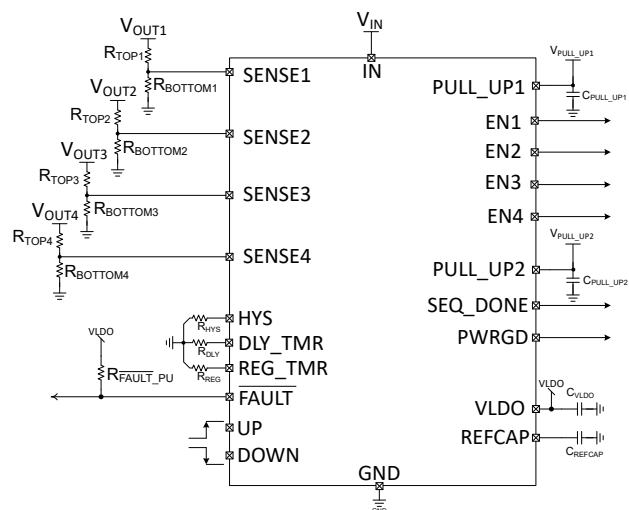 VIN
IN
VOUT1
RTOP1
RBOTTOM1
SENSE1
VOUT2
RTOP2
RBOTTOM2
SENSE2
VOUT3
RTOP3
RBOTTOM3
SENSE3
VOUT4
RTOP4
RBOTTOM4
SENSE4
HYS
RHYS
DLY_TMR
RDLY
REG_TMR
RREG
VLDO
RFAULT_PU
FAULT
UP
DOWN
GND
GND
VPULL_UP1
PULL_UP1
CPULL_UP1
EN1
EN2
EN3
EN4
VPULL_UP2
PULL_UP2
CPULL_UP2
SEQ_DONE
PWRGD
VLDO
CVLDO
VLDO
REFCAP
CREFCAP